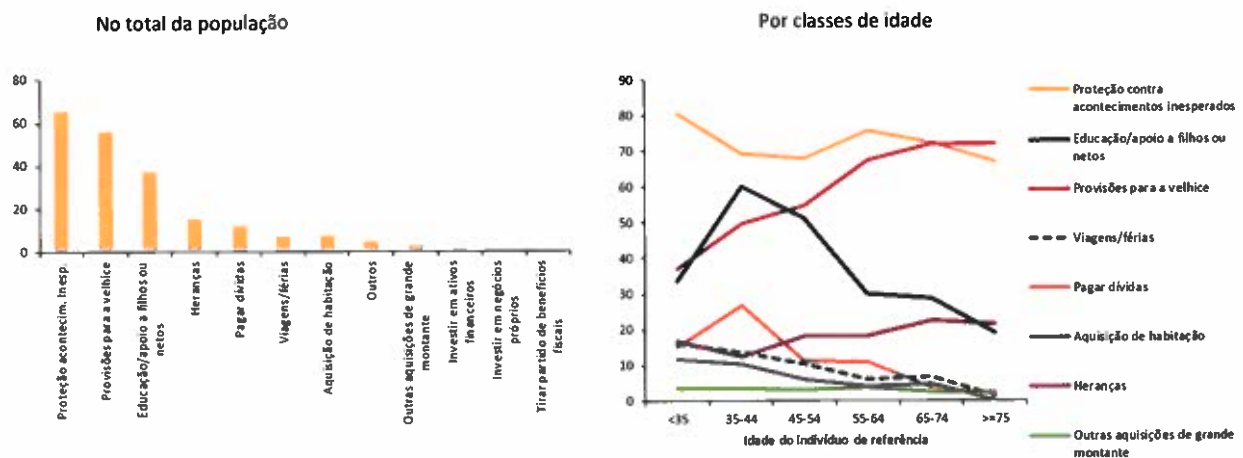 No total da população
80
60
40
20
0
Proteção acontecim. Inesp.
Provisões para a velhice
Educação/apoio a filhos ou
netos
Heranças
Pagar dívidas
Viagens/férias
Aquisição de habitação
Outros
Outras aquisições de grande
montante
Investir em ativos
financeiros
Investir em negócios
próprios
Tirar partido de benefícios
fiscais
Por classes de idade
90
80
70
60
50
40
30
20
10
0
<35
35-44
45-54
55-64
65-74
>=75
Idade do indivíduo de referência
Proteção contra
acontecimentos inesperados
Educação/apoio a filhos ou
netos
Provisões para a velhice
Viagens/férias
Pagar dívidas
Aquisição de habitação
Heranças
Outras aquisições de grande
montante